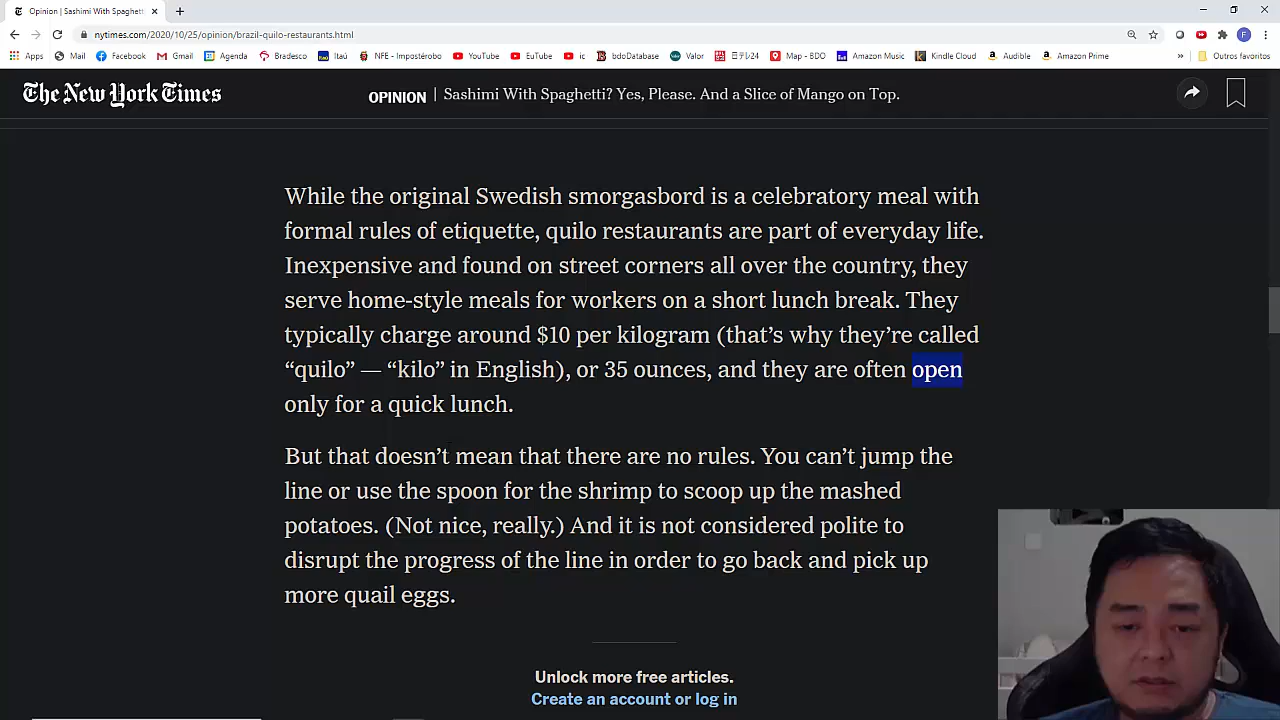 Opinion | Sashimi With Spaghetti
nytimes.com/2020/10/25/opinion/brazil-quilo-restaurants.html
Apps Mail Facebook Gmail Agenda Bradesco Itaú NFE - Impostérobo YouTube EuTube ic bdoDatabase Valor Map - BDO Amazon Music Kindle Cloud Audible Amazon Prime » Outros favoritos
The New York Times OPINION | Sashimi With Spaghetti? Yes, Please. And a Slice of Mango on Top.
While the original Swedish smorgasbord is a celebratory meal with
formal rules of etiquette, quilo restaurants are part of everyday life.
Inexpensive and found on street corners all over the country, they
serve home-style meals for workers on a short lunch break. They
typically charge around $10 per kilogram (that’s why they’re called
“quilo” — “kilo” in English), or 35 ounces, and they are often open
only for a quick lunch.
But that doesn’t mean that there are no rules. You can’t jump the
line or use the spoon for the shrimp to scoop up the mashed
potatoes. (Not nice, really.) And it is not considered polite to
disrupt the progress of the line in order to go back and pick up
more quail eggs.
Unlock more free articles.
Create an account or log in